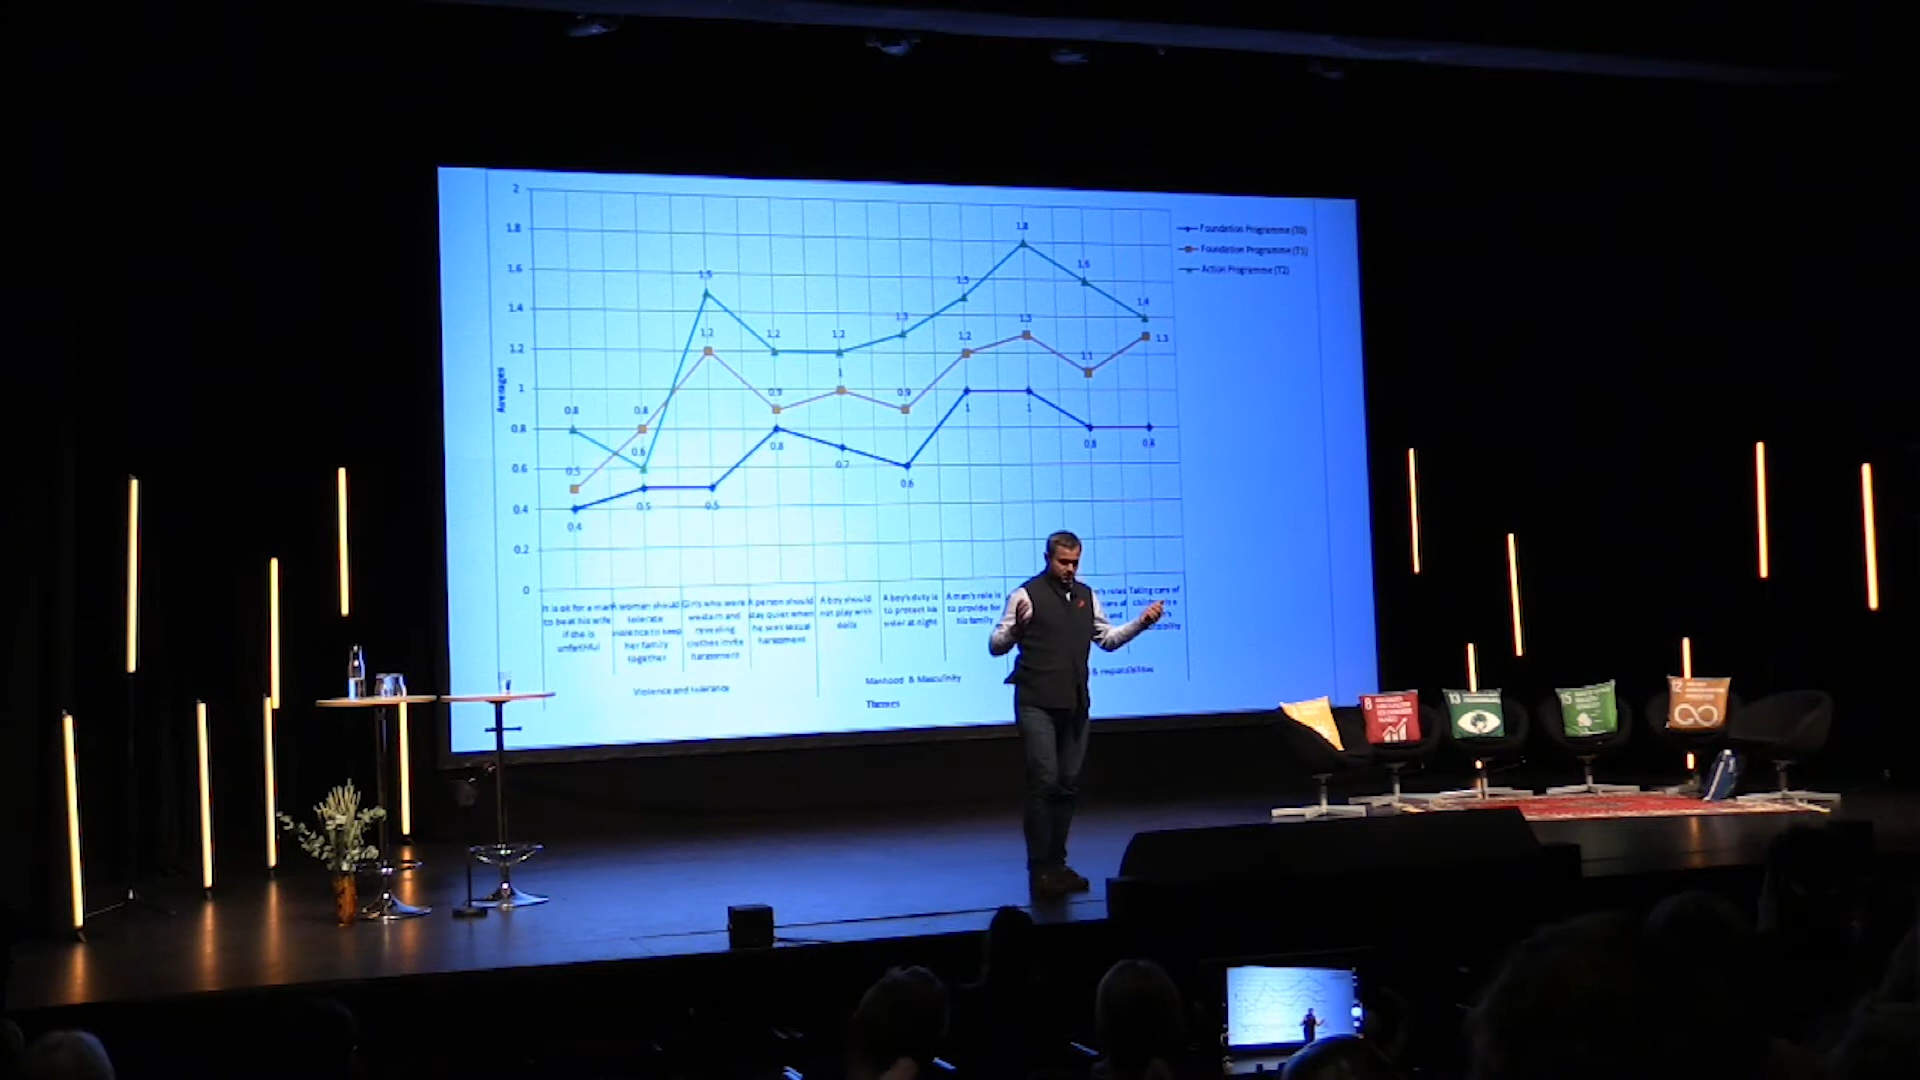 2
1.8
1.6
1.4
1.2
1
0.8
0.6
0.4
0.2
0
Averages
Foundation Programme (T0)
Foundation Programme (T1)
Action Programme (T2)
0.8
0.6
1.5
1.2
1.2
1.3
1.5
1.8
1.6
1.4
0.5
0.8
1.2
0.9
1
0.9
1.2
1.3
1.1
1.3
0.4
0.5
0.5
0.8
0.7
0.6
1
1
0.8
0.8
It is ok for a man
to beat his wife
if she is
unfaithful
A woman should
tolerate
violence to keep
her family
together
Girls who wore
western and
revealing
clothes invite
harassment
A person should
stay quiet when
he sees sexual
harassment
A boy should
not play with
dolls
A boy's duty is
to protect his
sister at night
A man's role is
to provide for
his family
Taking care of
Violence and tolerance
Manhood & Masculinity
& responsibilities
Themes
8
13
15
12